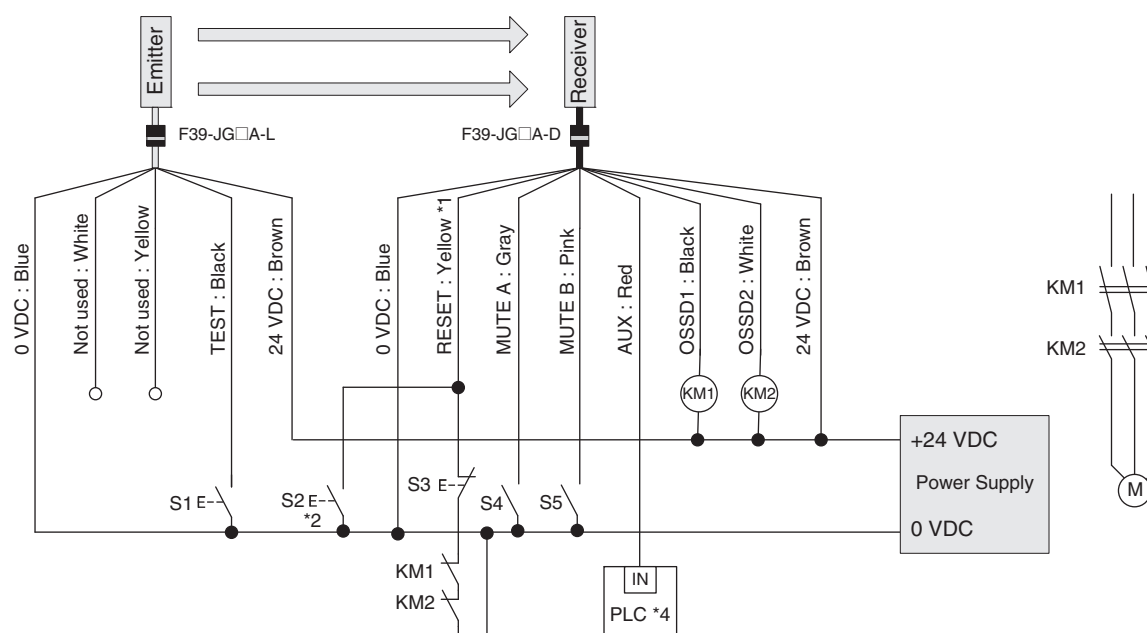 Emitter
Receiver
F39-JG□A-L
F39-JG□A-D
0 VDC : Blue
Not used : White
Not used : Yellow
TEST : Black
24 VDC : Brown
0 VDC : Blue
RESET : Yellow *1
MUTE A : Gray
MUTE B : Pink
AUX : Red
OSSD1 : Black
OSSD2 : White
24 VDC : Brown
KM1
KM2
KM1
KM2
M
+24 VDC
Power Supply
0 VDC
S1 E
S2 E
*2
S3 E
S4
S5
KM1
KM2
IN
PLC *4